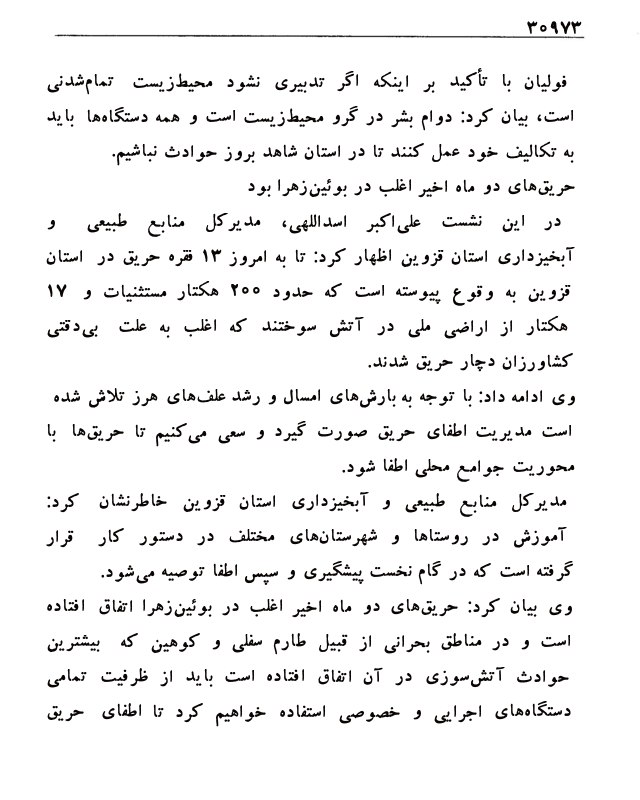 ۳۰۹۷۳
فولیان با تأکید بر اینکه اگر تدبیری نشود محیط‌زیست تمام‌شدنی
است، بیان کرد: دوام بشر در گرو محیط‌زیست است و همه دستگاه‌ها باید
به تکالیف خود عمل کنند تا در استان شاهد بروز حوادث نباشیم.
حریق‌های دو ماه اخیر اغلب در بوئین‌زهرا بود
در این نشست علی‌اکبر اسداللهی، مدیرکل منابع طبیعی و
آبخیزداری استان قزوین اظهار کرد: تا به امروز ۱۳ فقره حریق در استان
قزوین به وقوع پیوسته است که حدود ۲۰۰ هکتار مستثنیات و ۱۷
هکتار از اراضی ملی در آتش سوختند که اغلب به علت بی‌دقتی
کشاورزان دچار حریق شدند.
وی ادامه داد: با توجه به بارش‌های امسال و رشد علف‌های هرز تلاش شده
است مدیریت اطفای حریق صورت گیرد و سعی می‌کنیم تا حریق‌ها با
محوریت جوامع محلی اطفا شود.
مدیرکل منابع طبیعی و آبخیزداری استان قزوین خاطرنشان کرد:
آموزش در روستاها و شهرستان‌های مختلف در دستور کار قرار
گرفته است که در گام نخست پیشگیری و سپس اطفا توصیه می‌شود.
وی بیان کرد: حریق‌های دو ماه اخیر اغلب در بوئین‌زهرا اتفاق افتاده
است و در مناطق بحرانی از قبیل طارم سفلی و کوهین که بیشترین
حوادث آتش‌سوزی در آن اتفاق افتاده است باید از ظرفیت تمامی
دستگاه‌های اجرایی و خصوصی استفاده خواهیم کرد تا اطفای حریق